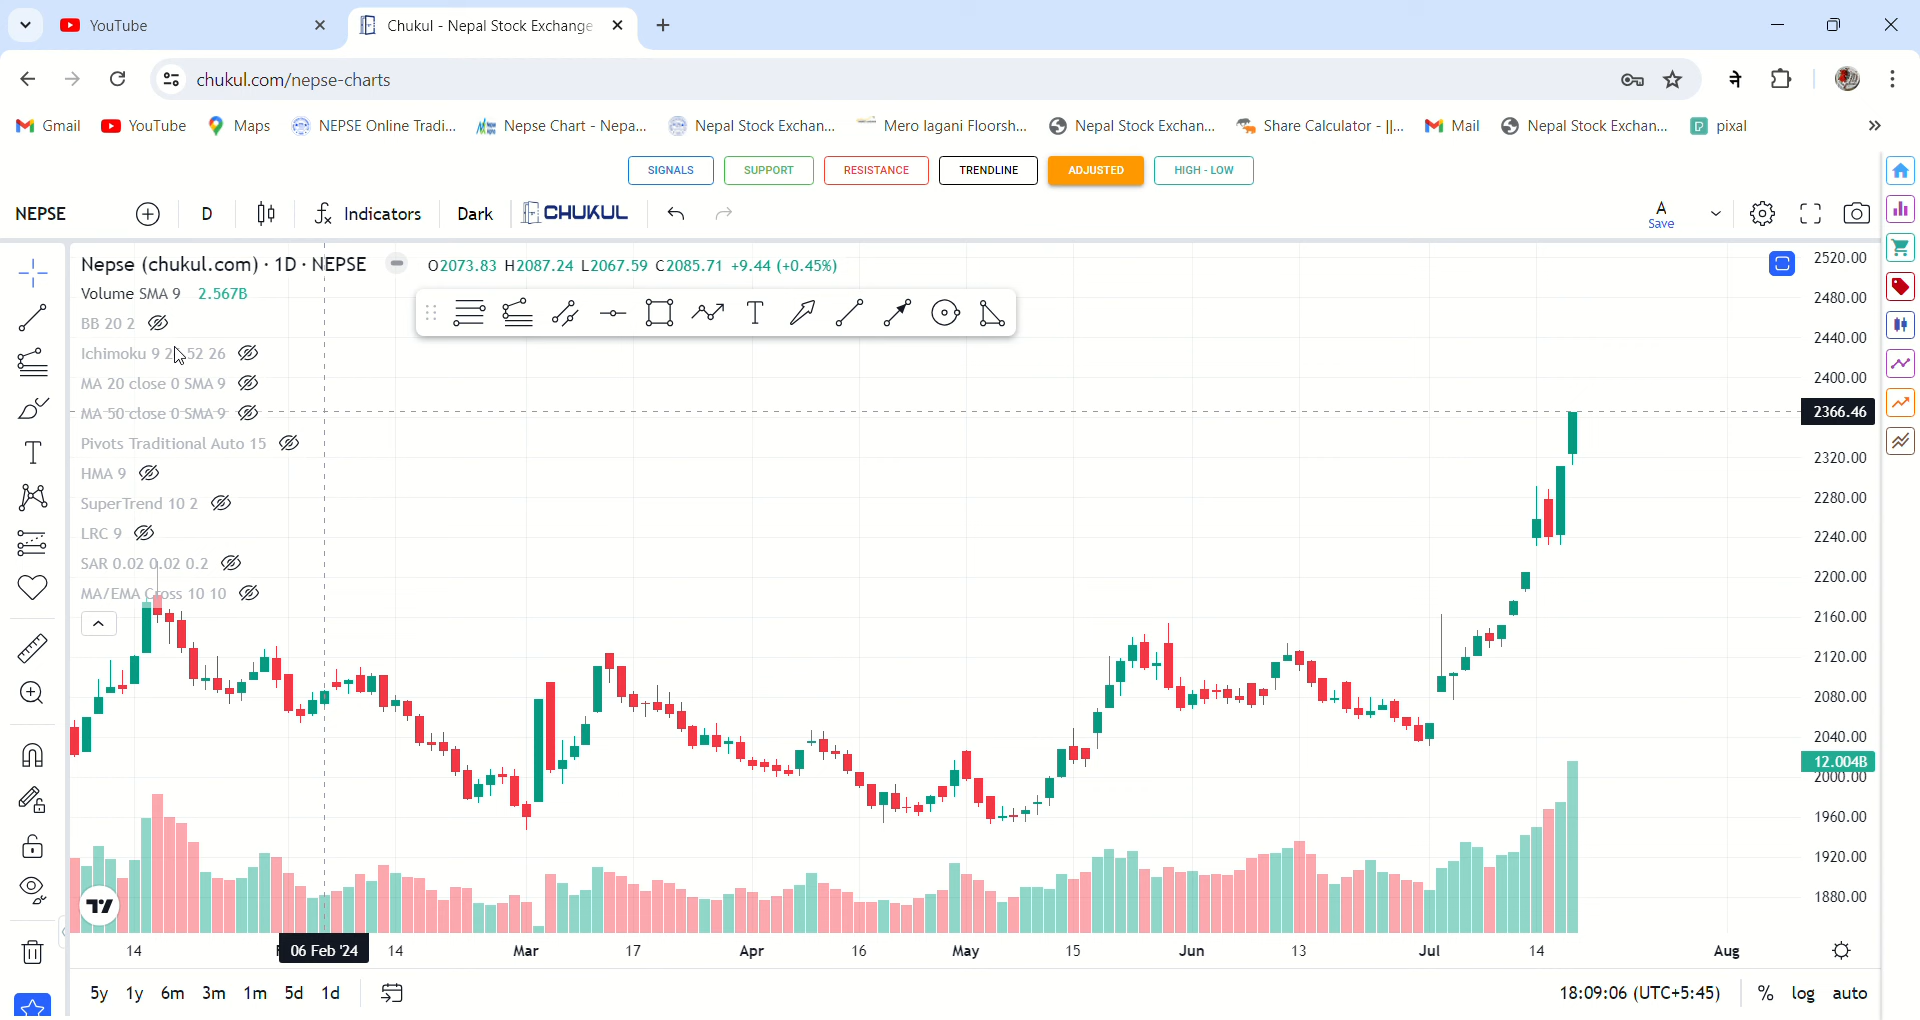 YouTube
Chukul - Nepal Stock Exchange
chukul.com/nepse-charts
ने
Gmail YouTube Maps NEPSE Online Tradi... Nepse Chart - Nepa... Nepal Stock Exchan... Mero lagani Floorsh... Nepal Stock Exchan... Share Calculator - ||... Mail Nepal Stock Exchan... pixal
SIGNALS SUPPORT RESISTANCE TRENDLINE ADJUSTED HIGH - LOW
NEPSE D Indicators Dark CHUKUL A
Save
Nepse (chukul.com) · 1D · NEPSE O2073.83 H2087.24 L2067.59 C2085.71 +9.44 (+0.45%)
Volume SMA 9 2.567B
BB 20 2
Ichimoku 9 2 52 26
MA 20 close 0 SMA 9
MA 50 close 0 SMA 9
Pivots Traditional Auto 15
HMA 9
SuperTrend 10 2
LRC 9
SAR 0.02 0.02 0.2
MA/EMA Cross 10 10
2520.00
2480.00
2440.00
2400.00
2366.46
2320.00
2280.00
2240.00
2200.00
2160.00
2120.00
2080.00
2040.00
12.004B
2000.00
1960.00
1920.00
1880.00
14 06 Feb '24 14 Mar 17 Apr 16 May 15 Jun 13 Jul 14 Aug
5y 1y 6m 3m 1m 5d 1d 18:09:06 (UTC+5:45) % log auto